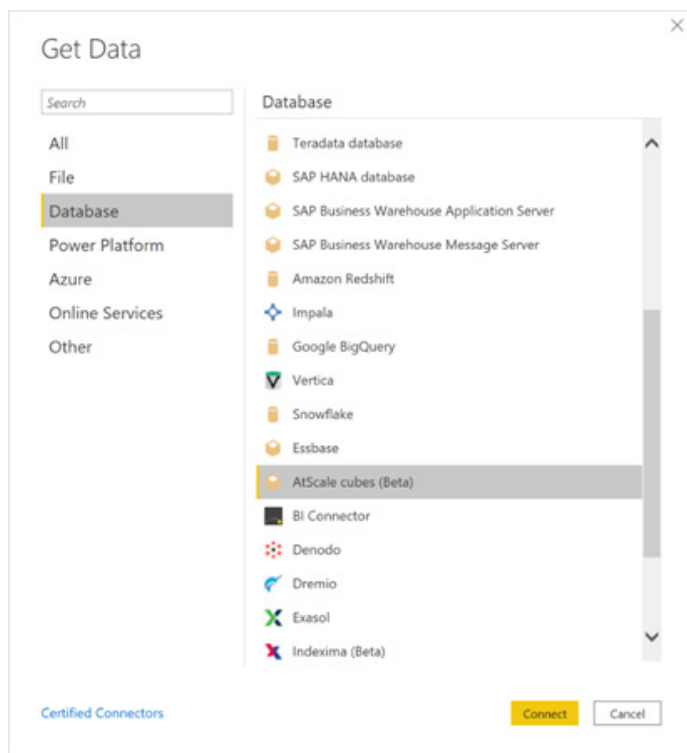 Get Data
Search
All
File
Database
Power Platform
Azure
Online Services
Other
Database
Teradata database
SAP HANA database
SAP Business Warehouse Application Server
SAP Business Warehouse Message Server
Amazon Redshift
Impala
Google BigQuery
Vertica
Snowflake
Essbase
AtScale cubes (Beta)
BI Connector
Denodo
Dremio
Exasol
Indexima (Beta)
Certified Connectors
Connect
Cancel